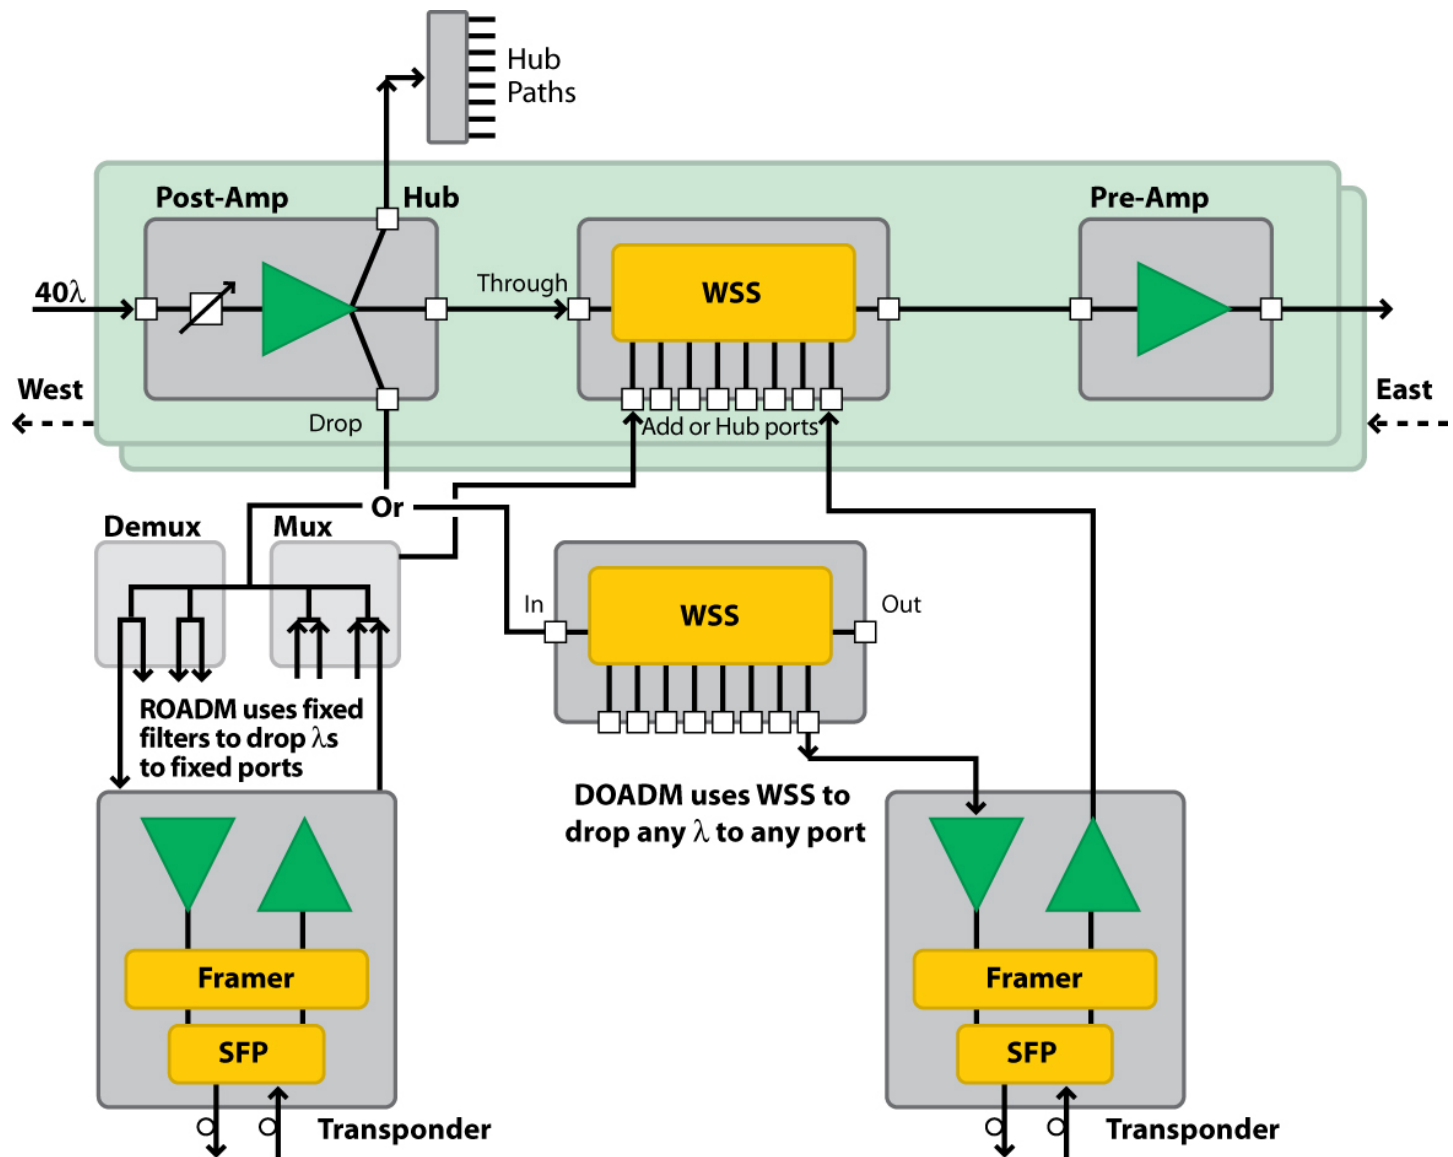 Hub
Paths
Post-Amp
Hub
Pre-Amp
40λ
Through
WSS
West
East
Drop
Add or Hub ports
Or
Demux
Mux
In
WSS
Out
ROADM uses fixed
filters to drop λs
to fixed ports
DOADM uses WSS to
drop any λ to any port
Framer
Framer
SFP
SFP
Transponder
Transponder